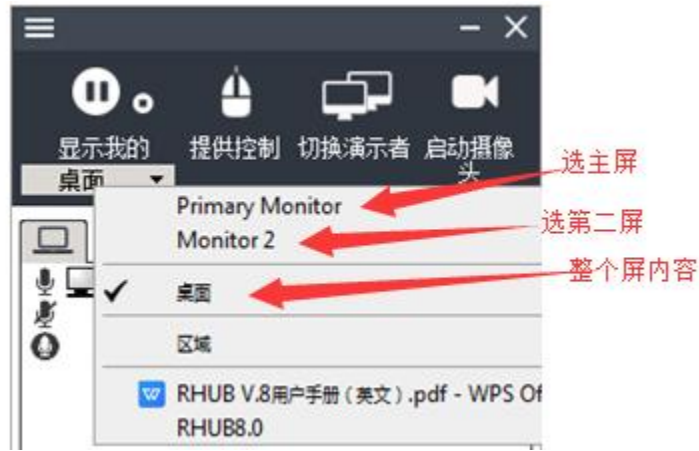 显示我的
桌面
提供控制
切换演示者
启动摄像
头
选主屏
Primary Monitor
Monitor 2
选第二屏
桌面
整个屏内容
区域
RHUB V.8用户手册（英文）.pdf - WPS Of
RHUB8.0